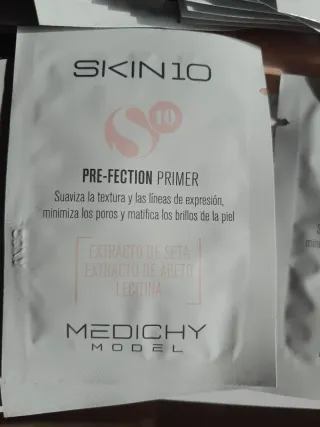 SKIN10
S 10
PRE-FECTION PRIMER
Suaviza la textura y las líneas de expresión,
minimiza los poros y matifica los brillos de la piel
EXTRACTO DE SETA
EXTRACTO DE ABETO
LECITINA
MEDICHY
MODEL